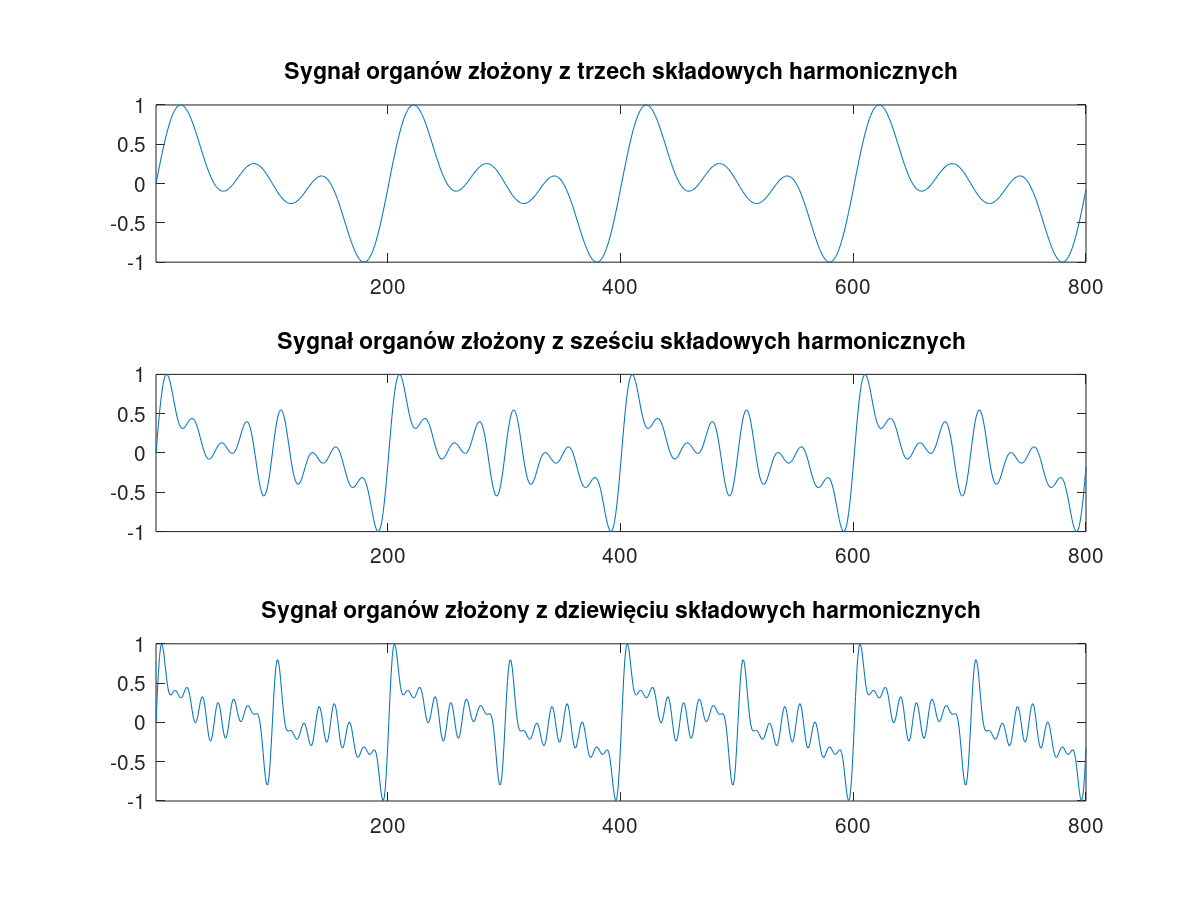 Sygnał organów złożony z trzech składowych harmonicznych
1
0.5
0
-0.5
-1
200 400 600 800
Sygnał organów złożony z sześciu składowych harmonicznych
1
0.5
0
-0.5
-1
200 400 600 800
Sygnał organów złożony z dziewięciu składowych harmonicznych
1
0.5
0
-0.5
-1
200 400 600 800